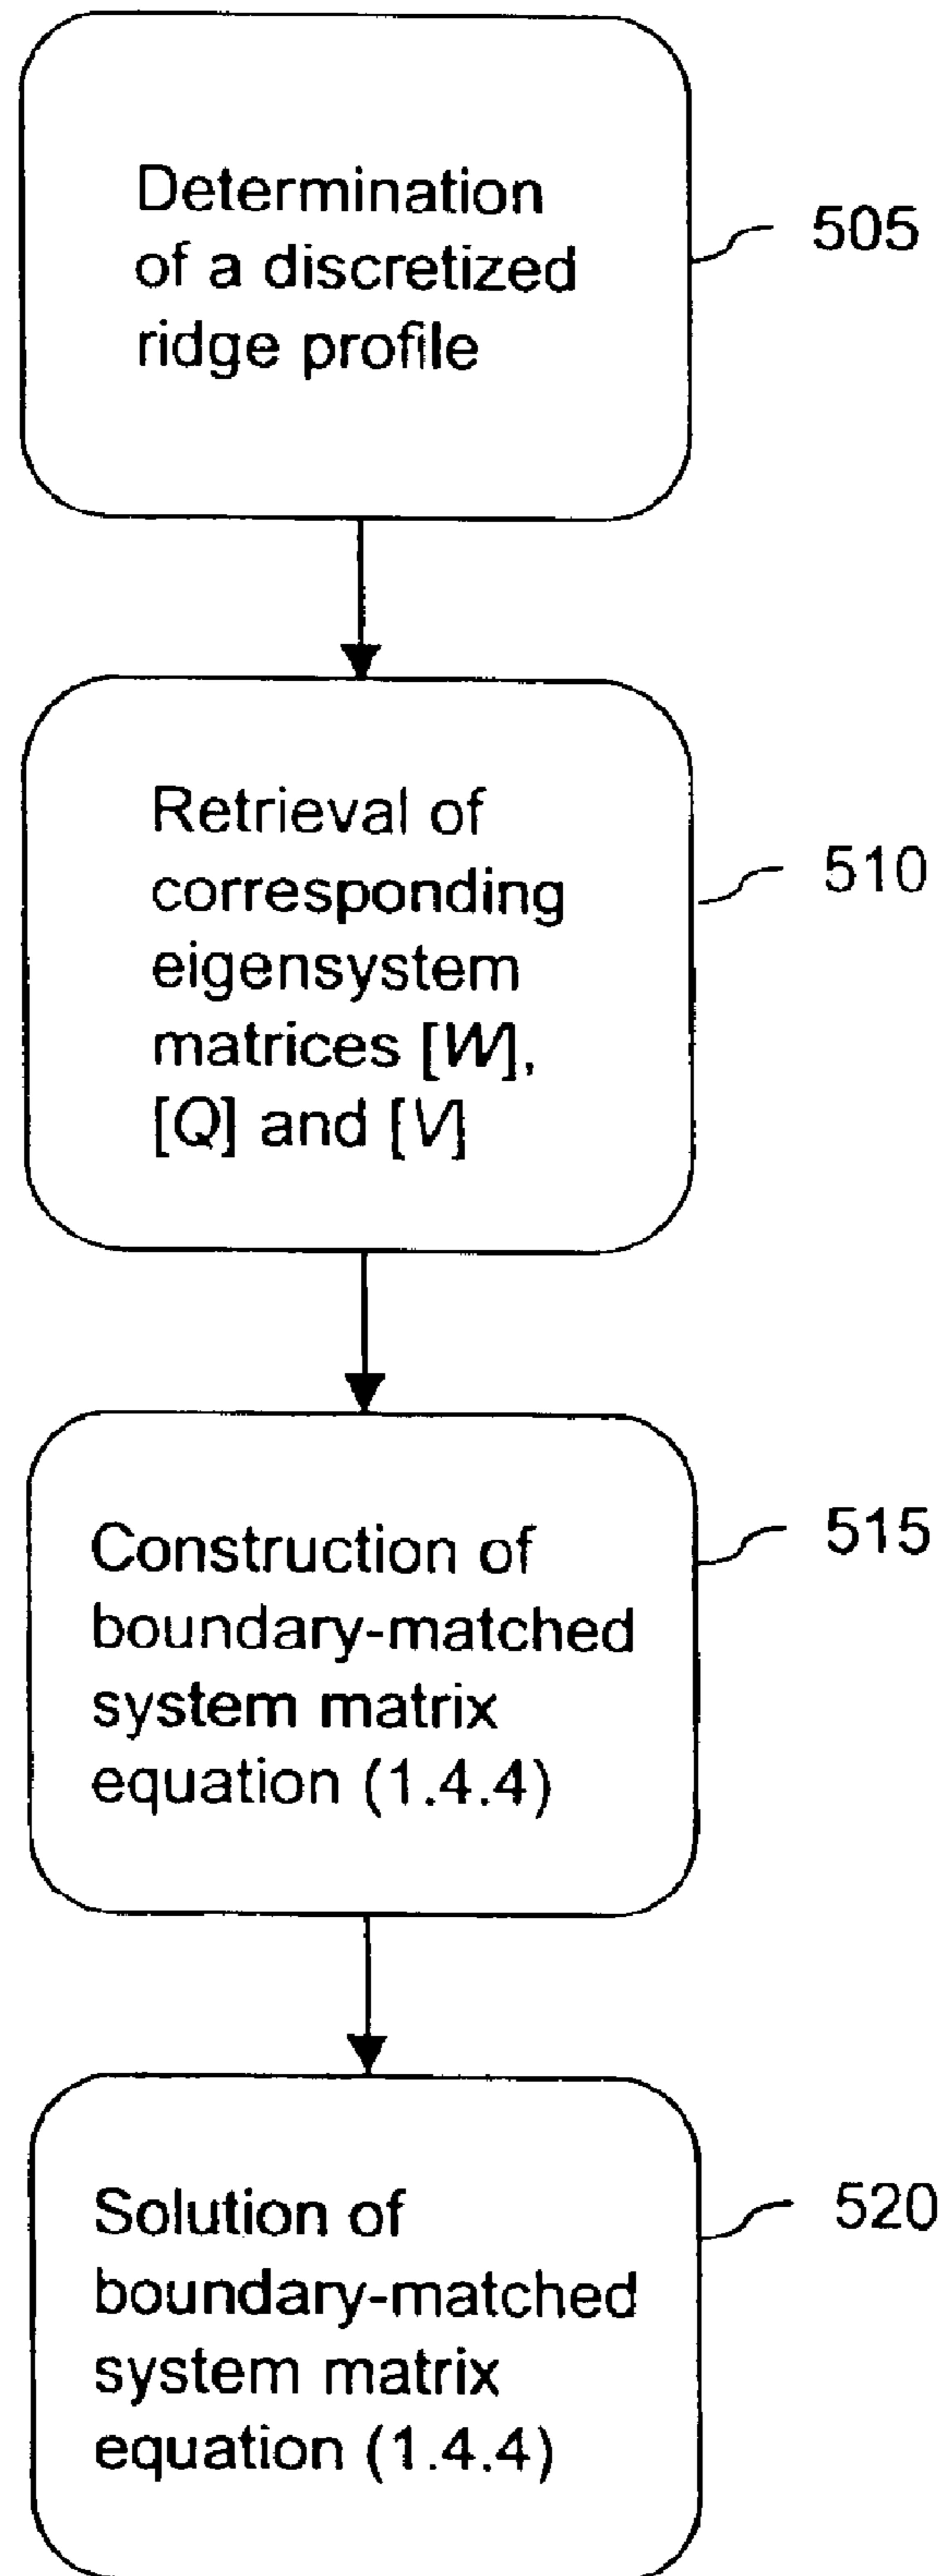 Determination
of a discretized
ridge profile
505
Retrieval of
corresponding
eigensystem
matrices [W],
[Q] and [V]
510
Construction of
boundary-matched
system matrix
equation (1.4.4)
515
Solution of
boundary-matched
system matrix
equation (1.4.4)
520